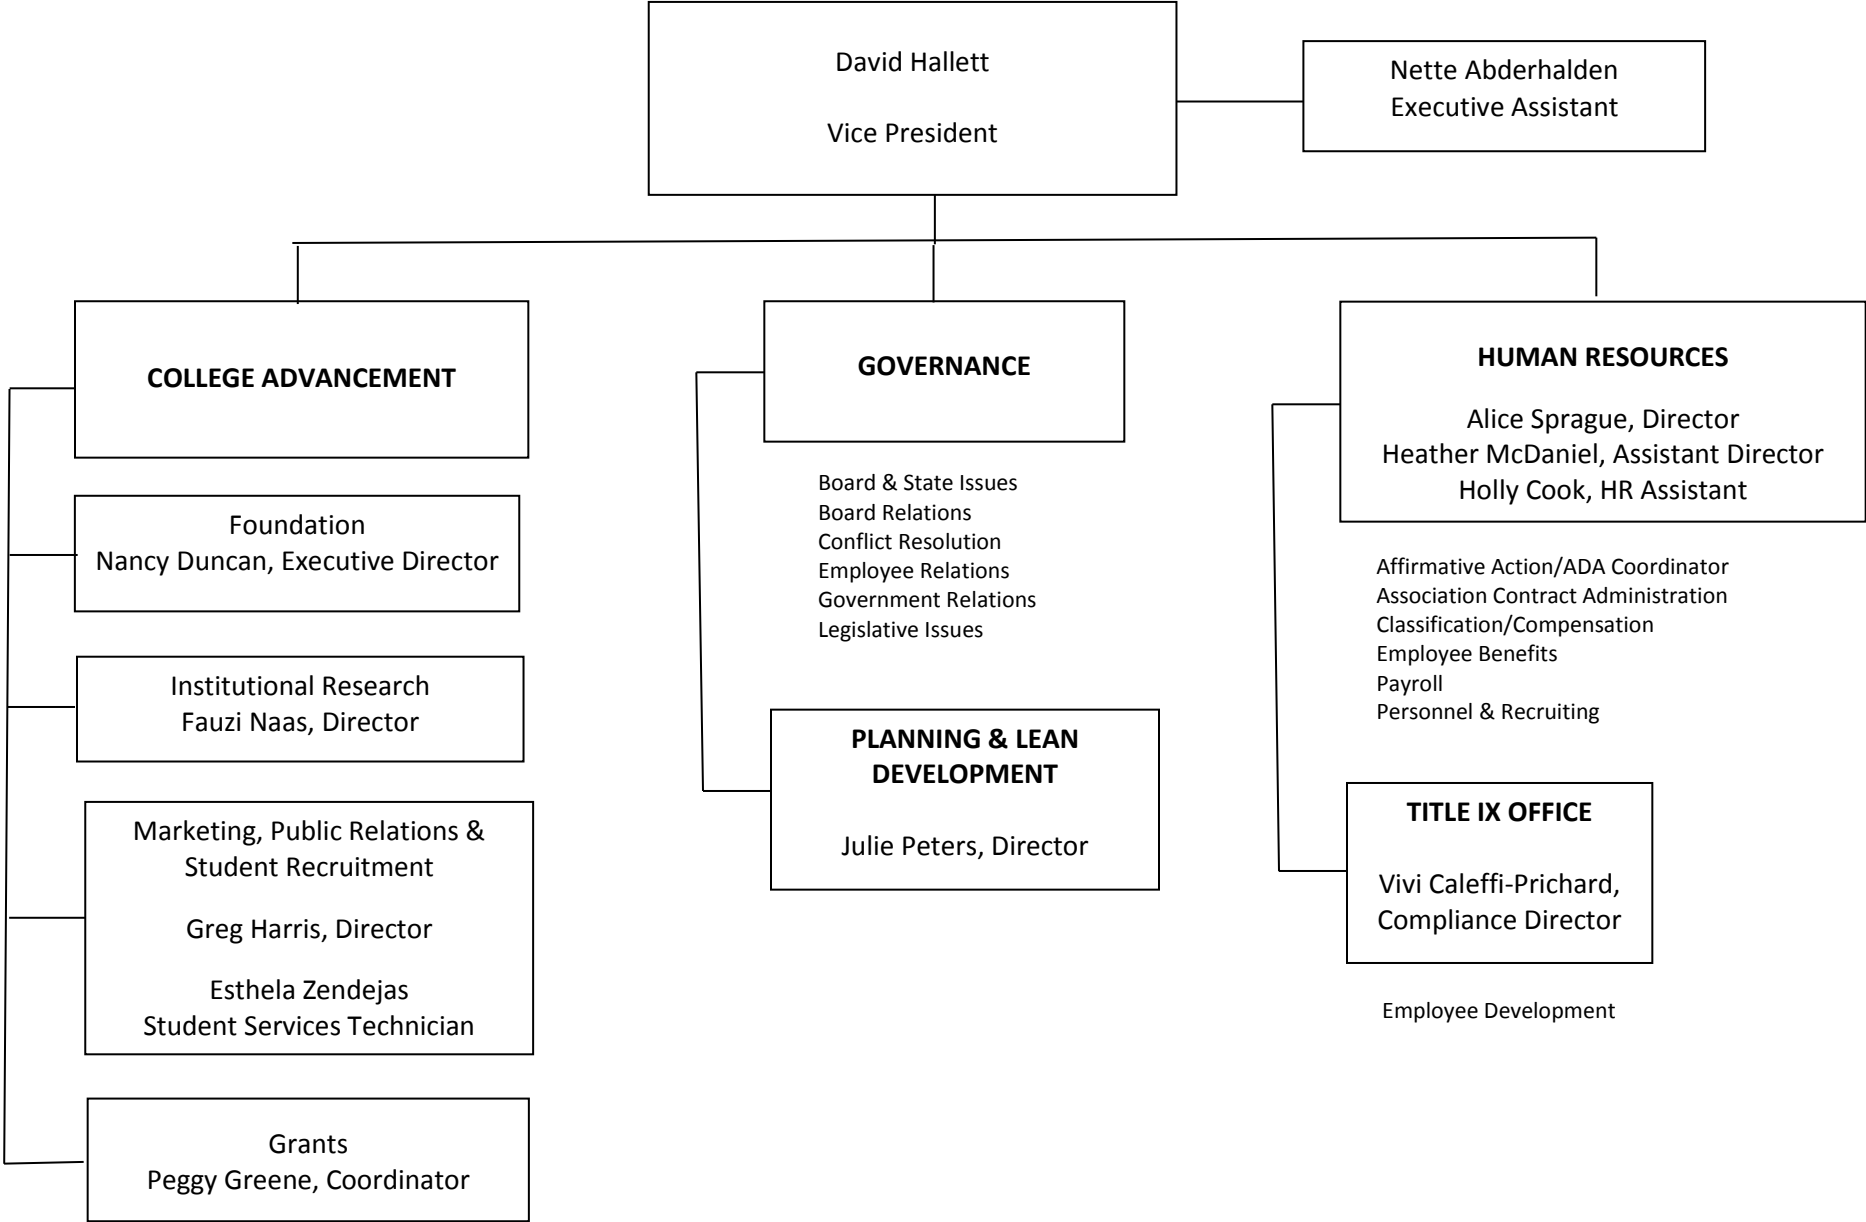 David Hallett
Vice President
Nette Abderhalden
Executive Assistant
COLLEGE ADVANCEMENT
Foundation
Nancy Duncan, Executive Director
Institutional Research
Fauzi Naas, Director
Marketing, Public Relations &
Student Recruitment
Greg Harris, Director
Esthela Zendejas
Student Services Technician
Grants
Peggy Greene, Coordinator
GOVERNANCE
Board & State Issues
Board Relations
Conflict Resolution
Employee Relations
Government Relations
Legislative Issues
PLANNING & LEAN
DEVELOPMENT
Julie Peters, Director
HUMAN RESOURCES
Alice Sprague, Director
Heather McDaniel, Assistant Director
Holly Cook, HR Assistant
Affirmative Action/ADA Coordinator
Association Contract Administration
Classification/Compensation
Employee Benefits
Payroll
Personnel & Recruiting
TITLE IX OFFICE
Vivi Caleffi-Prichard,
Compliance Director
Employee Development